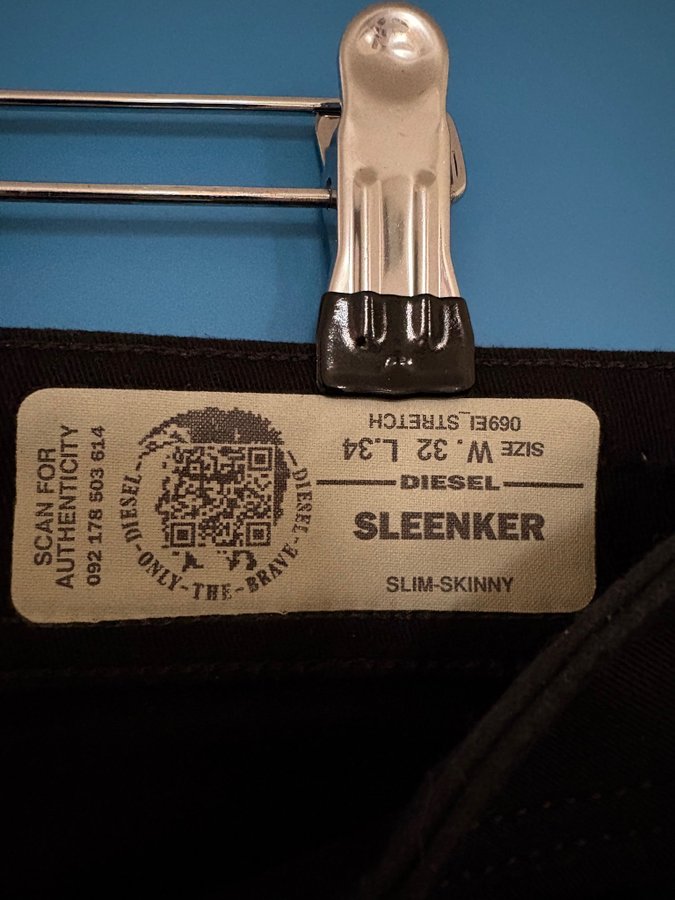 SCAN FOR
AUTHENTICITY
092 178 503 614
DIESEL-ONLY-THE-BRAVE-DIESEL
069EI_STRETCH
SIZE W.32 L.34
DIESEL
SLEENKER
SLIM-SKINNY